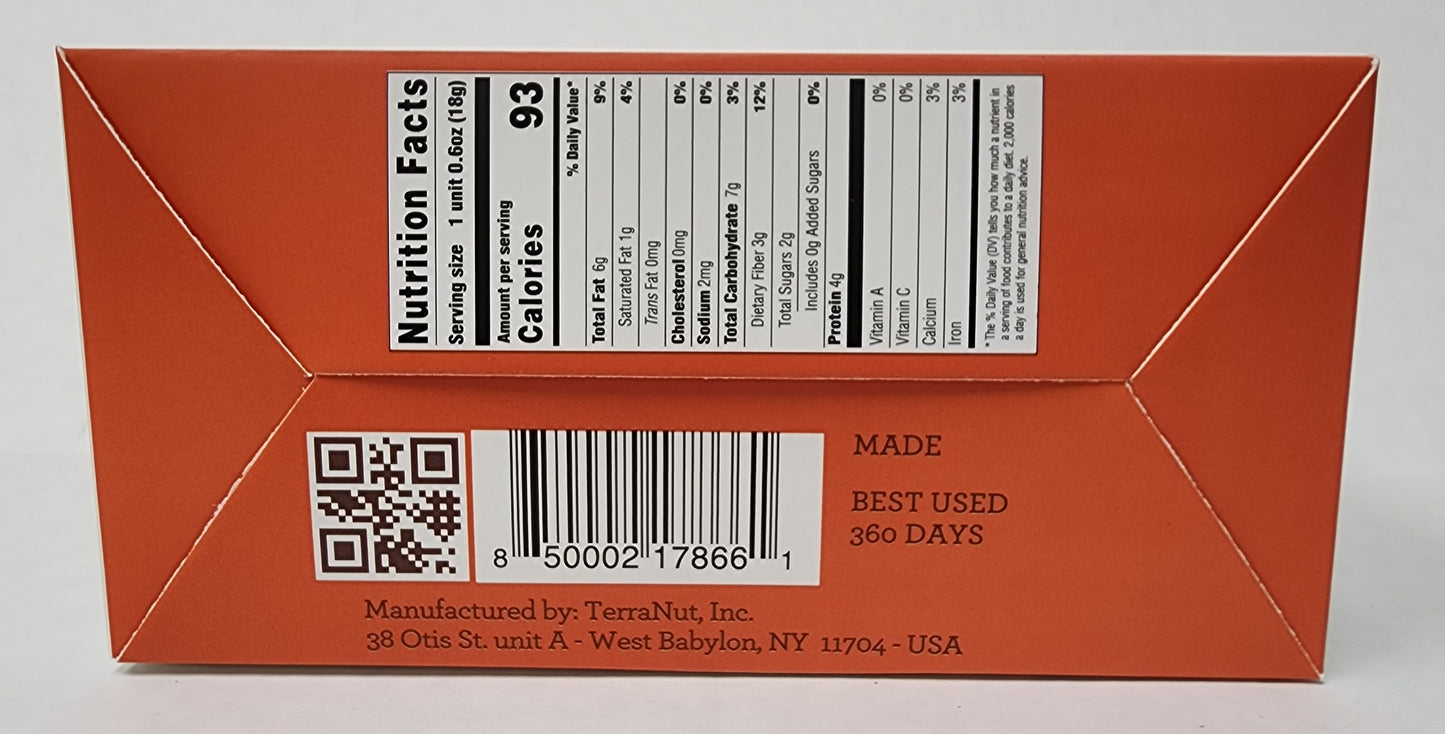 Nutrition Facts
Serving size 1 unit 0.6oz (18g)
Amount per serving
Calories 93
% Daily Value*
Total Fat 6g 9%
Saturated Fat 1g 4%
Trans Fat 0mg
Cholesterol 0mg 0%
Sodium 2mg 0%
Total Carbohydrate 7g 3%
Dietary Fiber 3g 12%
Total Sugars 2g
Includes 0g Added Sugars 0%
Protein 4g
Vitamin A 0%
Vitamin C 0%
Calcium 3%
Iron 3%
* The % Daily Value (DV) tells you how much a nutrient in
a serving of food contributes to a daily diet. 2,000 calories
a day is used for general nutrition advice.
8 50002 17866 1
MADE
BEST USED
360 DAYS
Manufactured by: TerraNut, Inc.
38 Otis St. unit A - West Babylon, NY 11704 - USA